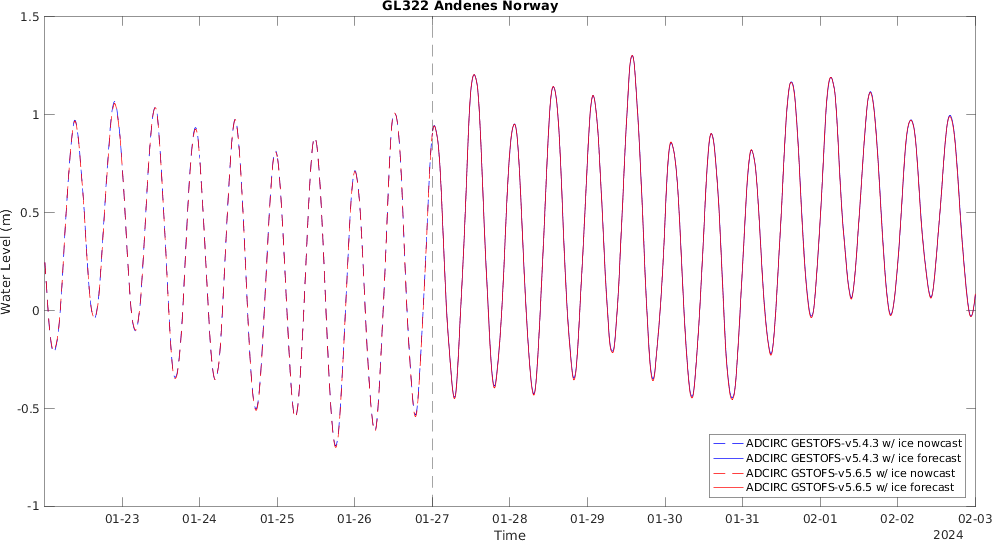 GL322 Andenes Norway
1.5
1
0.5
0
-0.5
-1
Water Level (m)
ADCIRC GESTOFS-v5.4.3 w/ ice nowcast
ADCIRC GESTOFS-v5.4.3 w/ ice forecast
ADCIRC GSTOFS-v5.6.5 w/ ice nowcast
ADCIRC GSTOFS-v5.6.5 w/ ice forecast
01-23 01-24 01-25 01-26 01-27 01-28 01-29 01-30 01-31 02-01 02-02 02-03
Time
2024